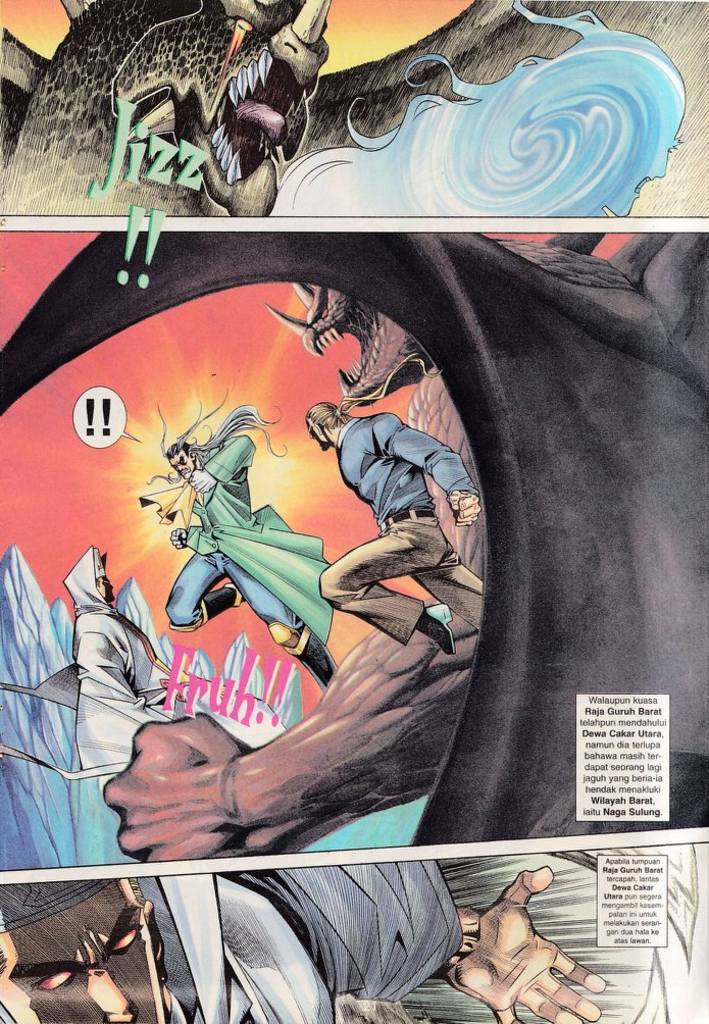 Jizz
!!
!!
Fruh!!
Walaupun kuasa
Raja Guruh Barat
telahpun mendahului
Dewa Cakar Utara,
namun dia terlupa
bahawa masih ter-
dapat seorang lagi
jaguh yang beria-ia
hendak menakluki
Wilayah Barat,
iaitu Naga Sulung.
Apabila tumpuan
Raja Guruh Barat
tercapah, lantas
Dewa Cakar
Utara pun segera
mengambil kesem-
patan ini untuk
melakukan seran-
gan dua hala ke
atas lawan.